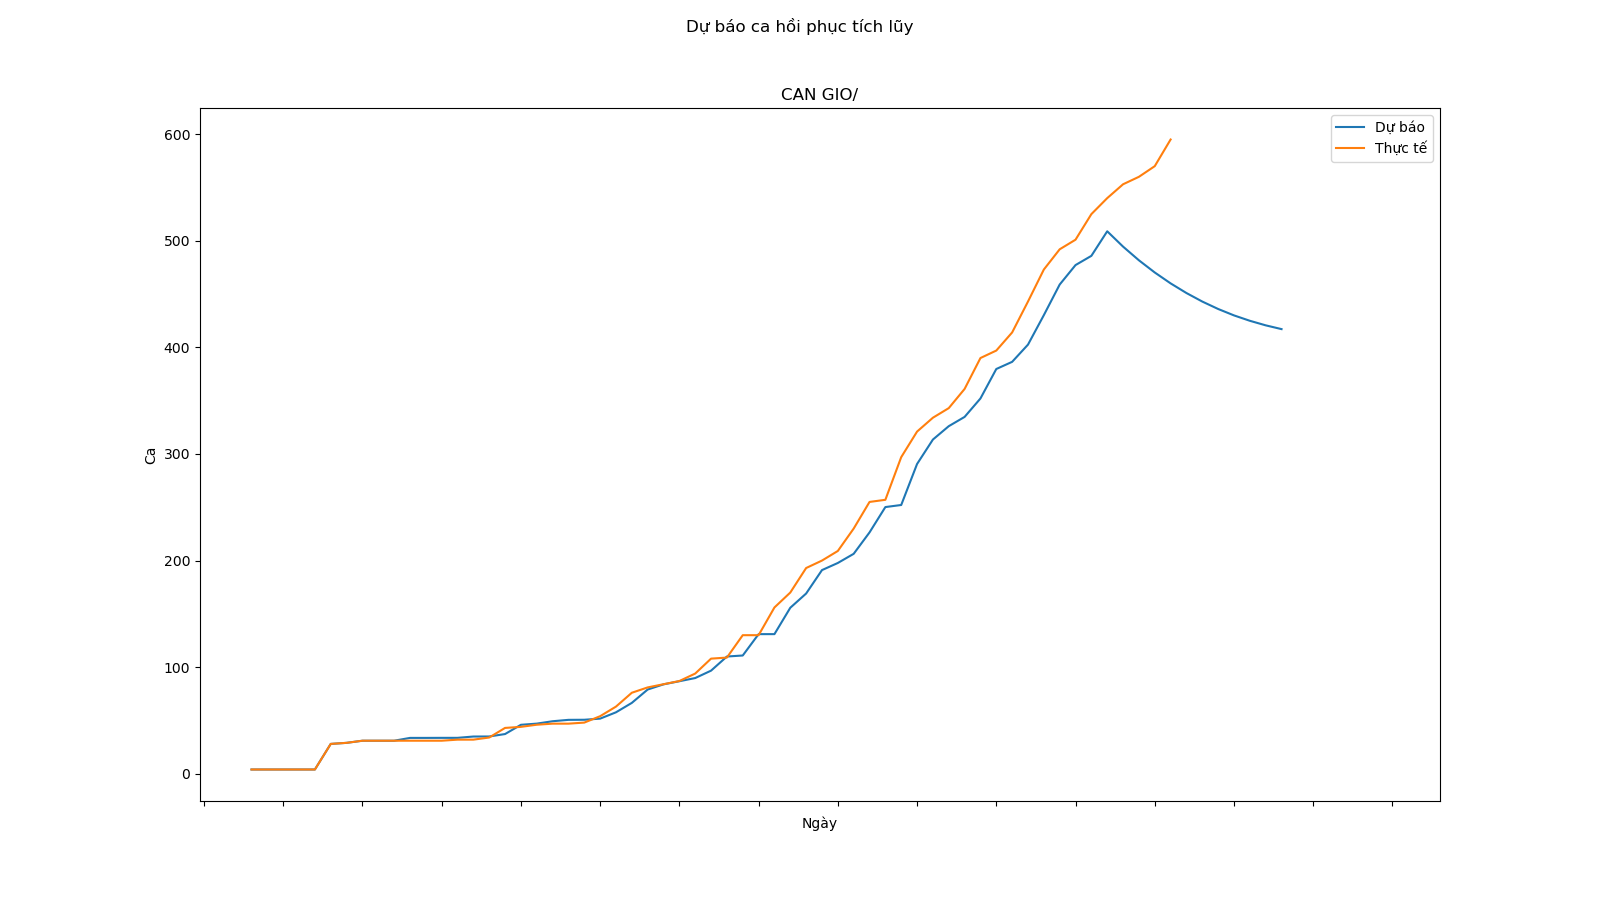 Dự báo ca hồi phục tích lũy
CAN GIO/
Dự báo
Thực tế
600
500
400
300
200
100
0
Ca
Ngày